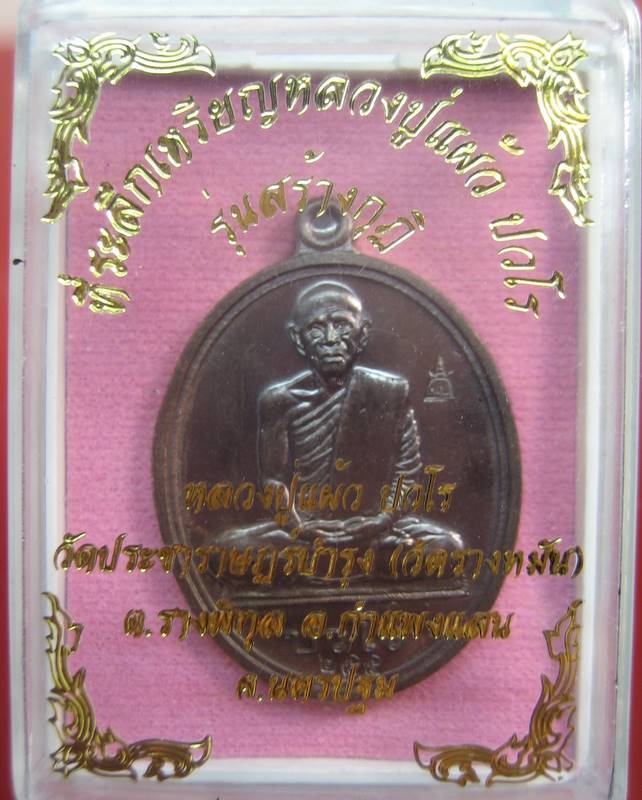 ที่ระลึกเหรียญหลวงปู่แผ้ว ปวโร
รุ่นสร้างกุฏิ
หลวงปู่แผ้ว ปวโร
วัดประชาราษฎร์บำรุง (วัดรางหมัน)
ต.รางพิกุล อ.กำแพงแสน
จ.นครปฐม